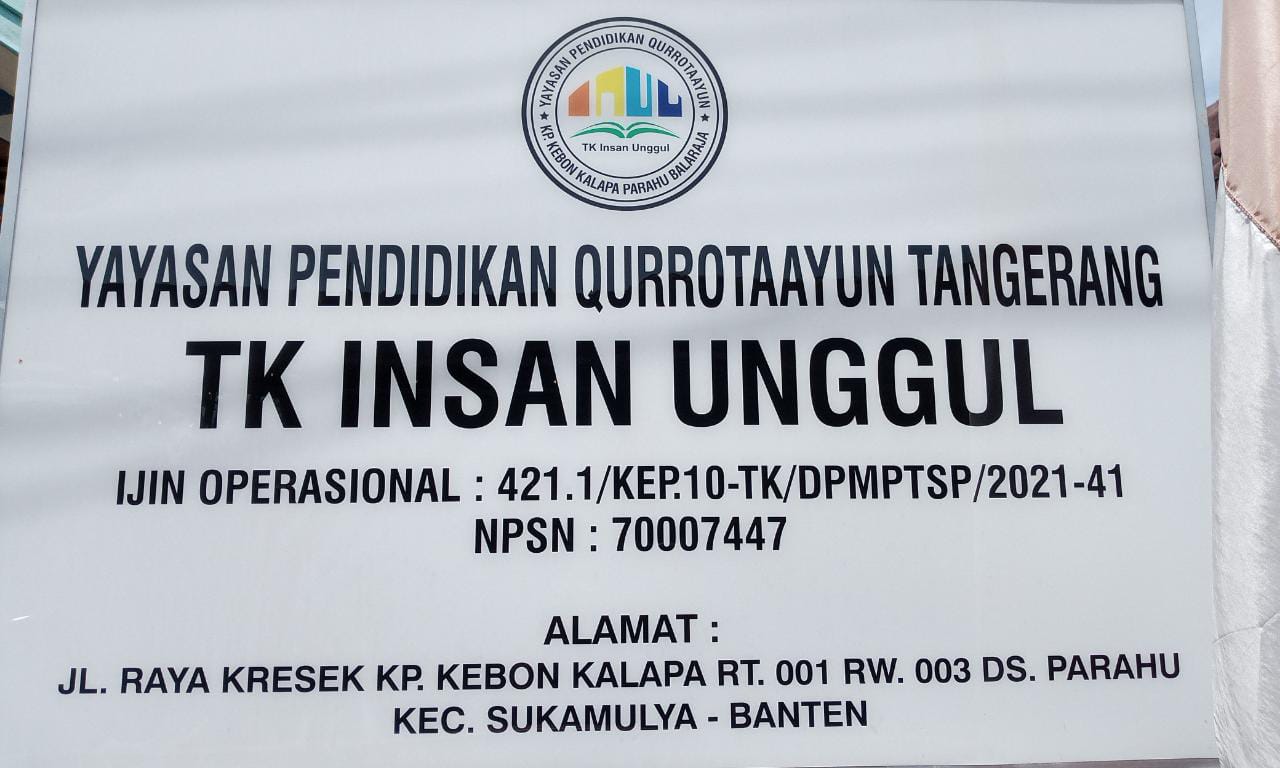 YAYASAN PENDIDIKAN QURROTAAYUN
INUL
TK Insan Unggul
KP. KEBON KALAPA PARAHU BALARAJA
YAYASAN PENDIDIKAN QURROTAAYUN TANGERANG
TK INSAN UNGGUL
IJIN OPERASIONAL : 421.1/KEP.10-TK/DPMPTSP/2021-41
NPSN : 70007447
ALAMAT :
JL. RAYA KRESEK KP. KEBON KALAPA RT. 001 RW. 003 DS. PARAHU
KEC. SUKAMULYA - BANTEN